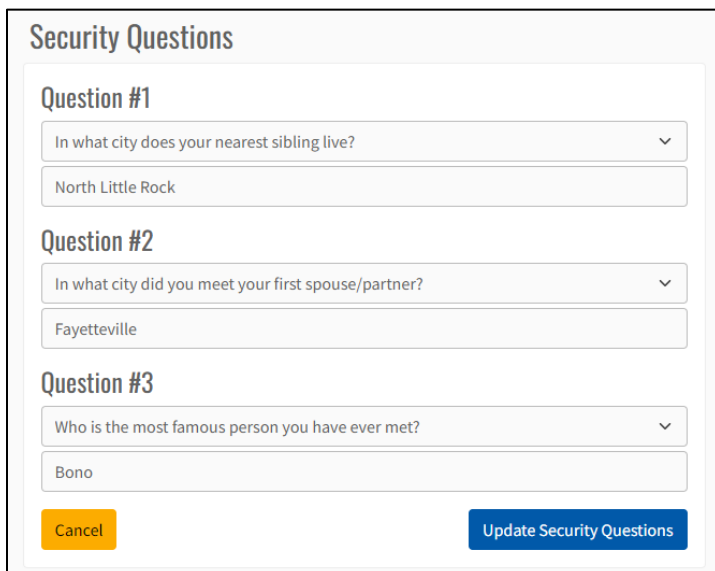 Security Questions
Question #1
In what city does your nearest sibling live?
North Little Rock
Question #2
In what city did you meet your first spouse/partner?
Fayetteville
Question #3
Who is the most famous person you have ever met?
Bono
Cancel
Update Security Questions